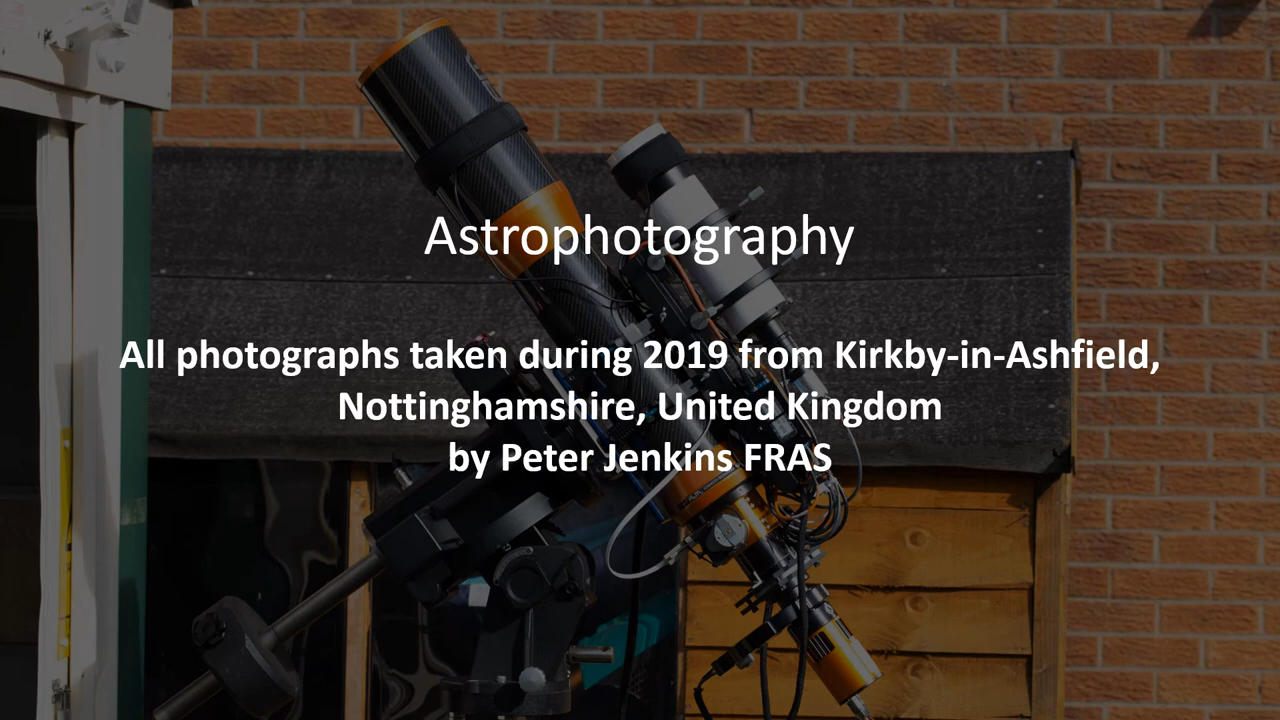 Astrophotography
All photographs taken during 2019 from Kirkby-in-Ashfield,
Nottinghamshire, United Kingdom
by Peter Jenkins FRAS